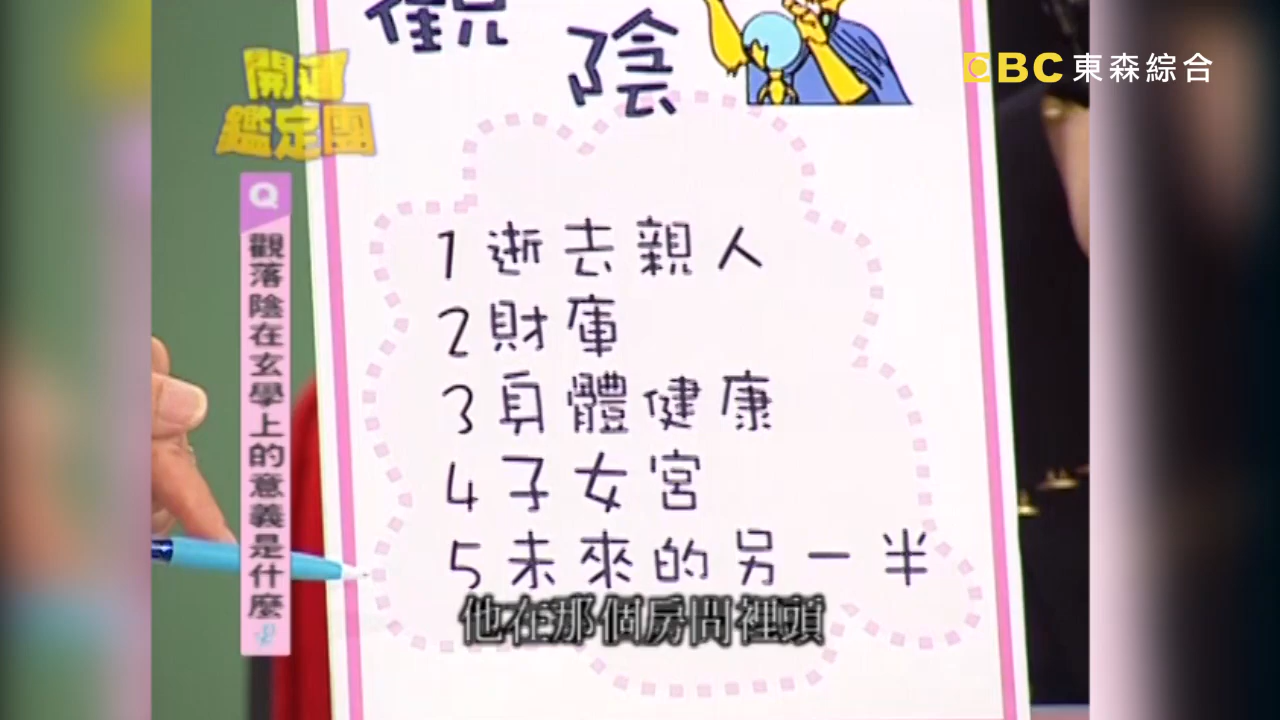 觀
陰
EBC 東森綜合
開運
鑑定團
Q
觀落陰在玄學上的意義是什麼?
1 逝去親人
2 財庫
3 身體健康
4 子女宮
5 未來的另一半
他在那個房間裡頭